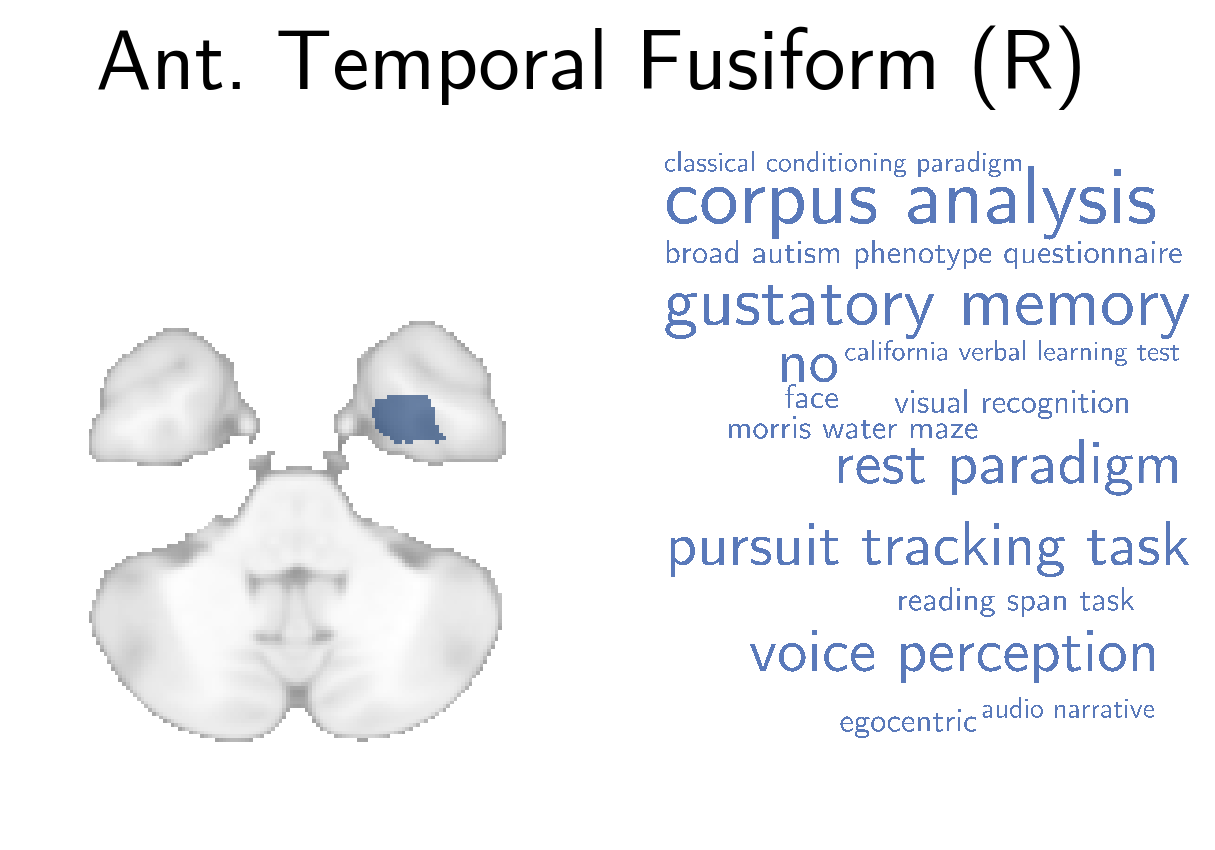 Ant. Temporal Fusiform (R)
classical conditioning paradigm
corpus analysis
broad autism phenotype questionnaire
gustatory memory
no california verbal learning test
face visual recognition
morris water maze
rest paradigm
pursuit tracking task
reading span task
voice perception
egocentric audio narrative